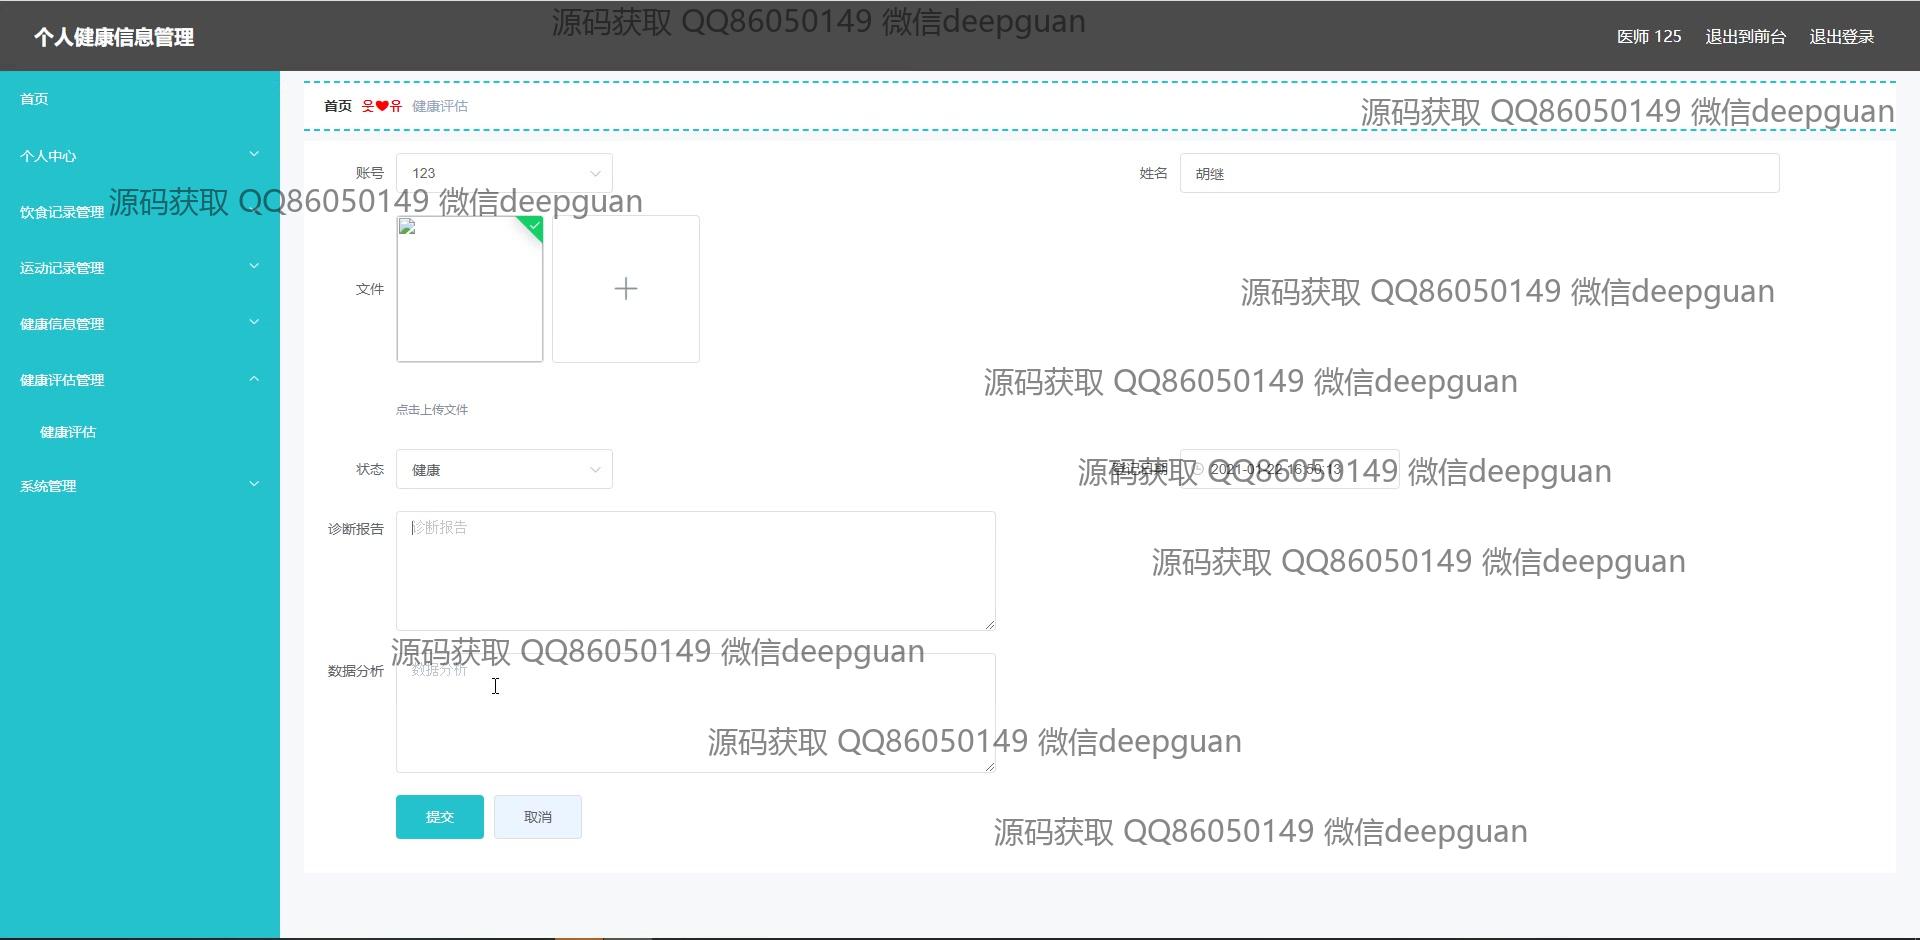 源码获取 QQ86050149 微信deepguan
个人健康信息管理
医师 125 退出到前台 退出登录
首页
首页 웃❤유 健康评估
源码获取 QQ86050149 微信deepguan
个人中心
账号 123
姓名 胡继
饮食记录管理
源码获取 QQ86050149 微信deepguan
运动记录管理
文件
源码获取 QQ86050149 微信deepguan
健康信息管理
健康评估管理
源码获取 QQ86050149 微信deepguan
点击上传文件
健康评估
状态 健康
登记日期 2021-01-22 16:50:13
源码获取 QQ86050149 微信deepguan
系统管理
诊断报告 诊断报告
源码获取 QQ86050149 微信deepguan
源码获取 QQ86050149 微信deepguan
数据分析 数据分析
源码获取 QQ86050149 微信deepguan
提交 取消
源码获取 QQ86050149 微信deepguan